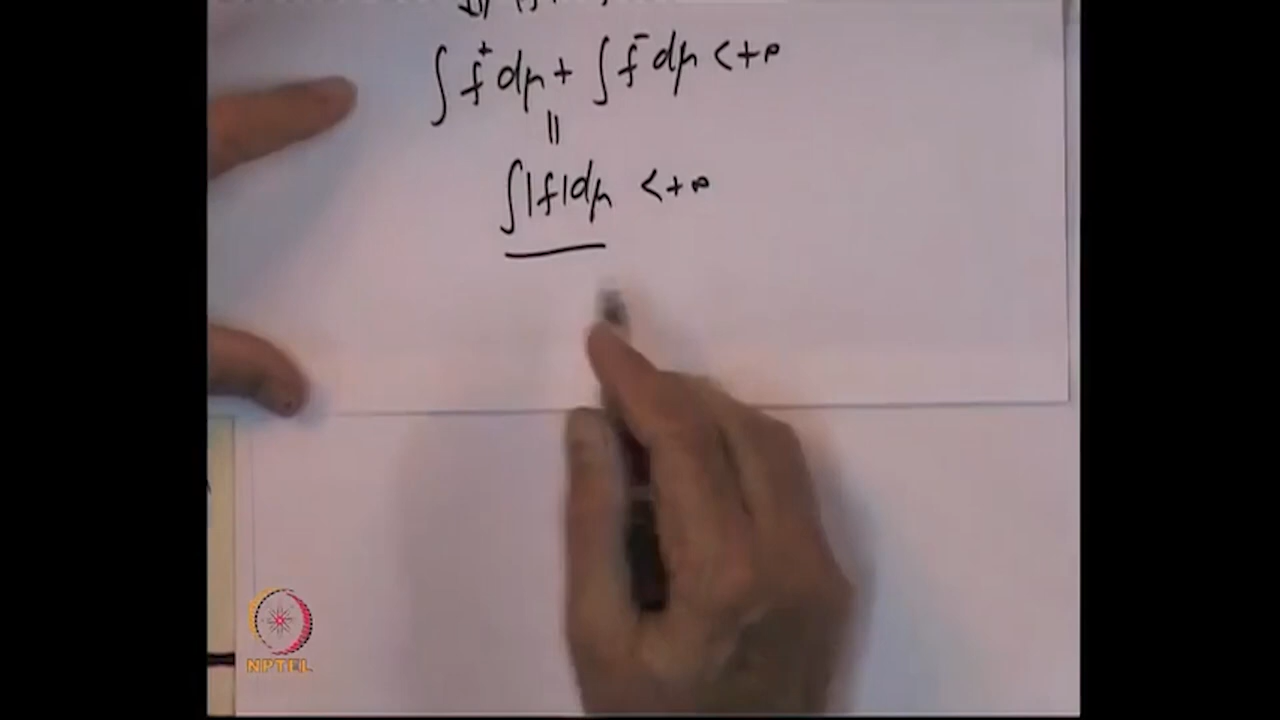 ∫ f⁺ dμ + ∫ f⁻ dμ < +∞
||
∫ |f| dμ < +∞
NPTEL